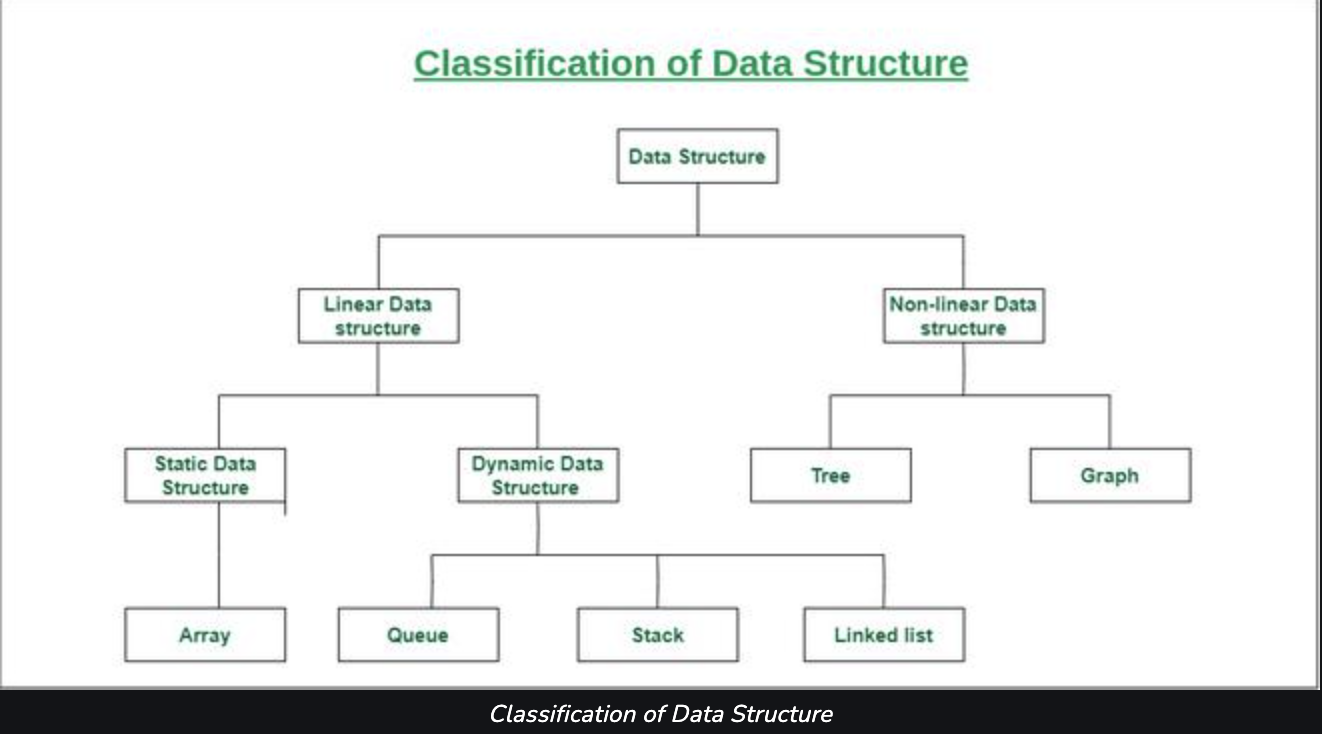 Classification of Data Structure
Data Structure
Linear Data
structure
Non-linear Data
structure
Static Data
Structure
Dynamic Data
Structure
Tree
Graph
Array
Queue
Stack
Linked list
Classification of Data Structure